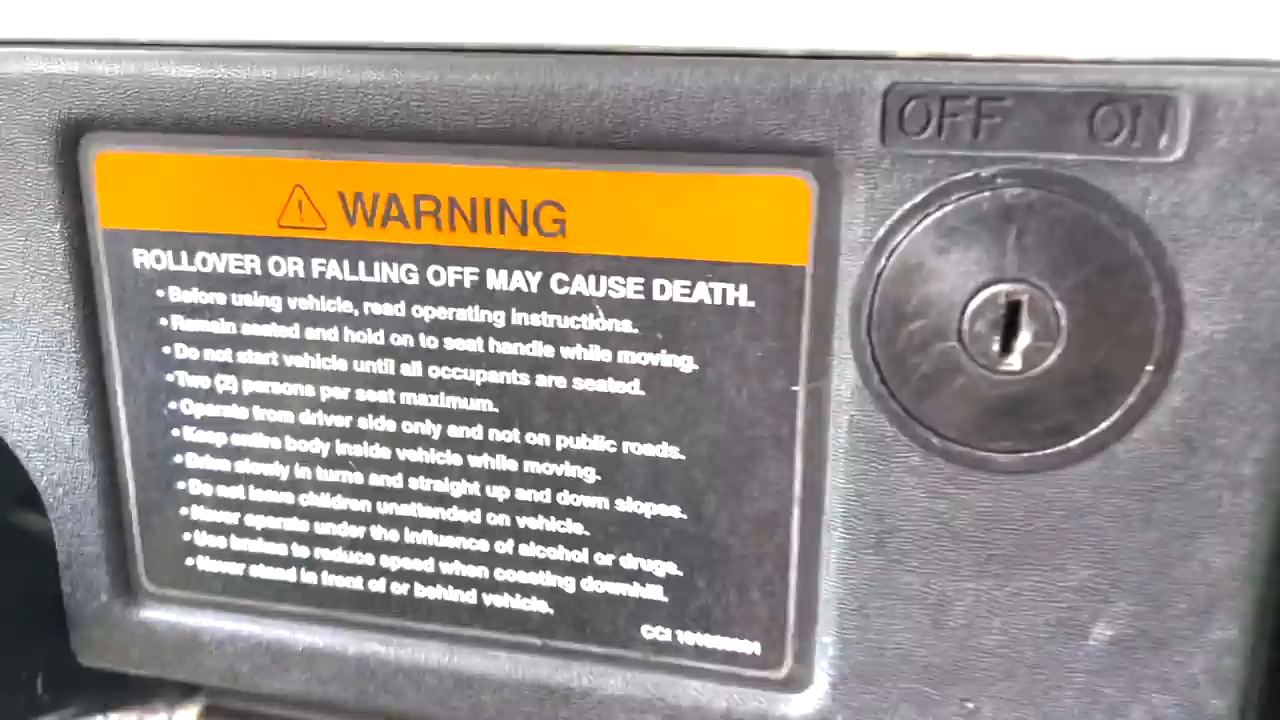 OFF ON
WARNING
ROLLOVER OR FALLING OFF MAY CAUSE DEATH.
• Before using vehicle, read operating instructions.
• Remain seated and hold on to seat handle while moving.
• Do not start vehicle until all occupants are seated.
• Two (2) persons per seat maximum.
• Operate from driver side only and not on public roads.
• Keep entire body inside vehicle while moving.
• Drive slowly in turns and straight up and down slopes.
• Do not leave children unattended on vehicle.
• Never operate under the influence of alcohol or drugs.
• Use brakes to reduce speed when coasting downhill.
• Never stand in front of or behind vehicle.
CCI